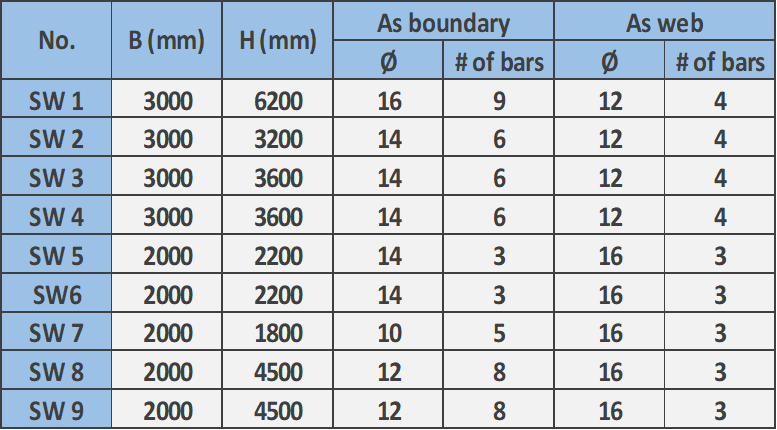 No. B (mm) H (mm) As boundary As web
Ø # of bars Ø # of bars
SW 1 3000 6200 16 9 12 4
SW 2 3000 3200 14 6 12 4
SW 3 3000 3600 14 6 12 4
SW 4 3000 3600 14 6 12 4
SW 5 2000 2200 14 3 16 3
SW6 2000 2200 14 3 16 3
SW 7 2000 1800 10 5 16 3
SW 8 2000 4500 12 8 16 3
SW 9 2000 4500 12 8 16 3